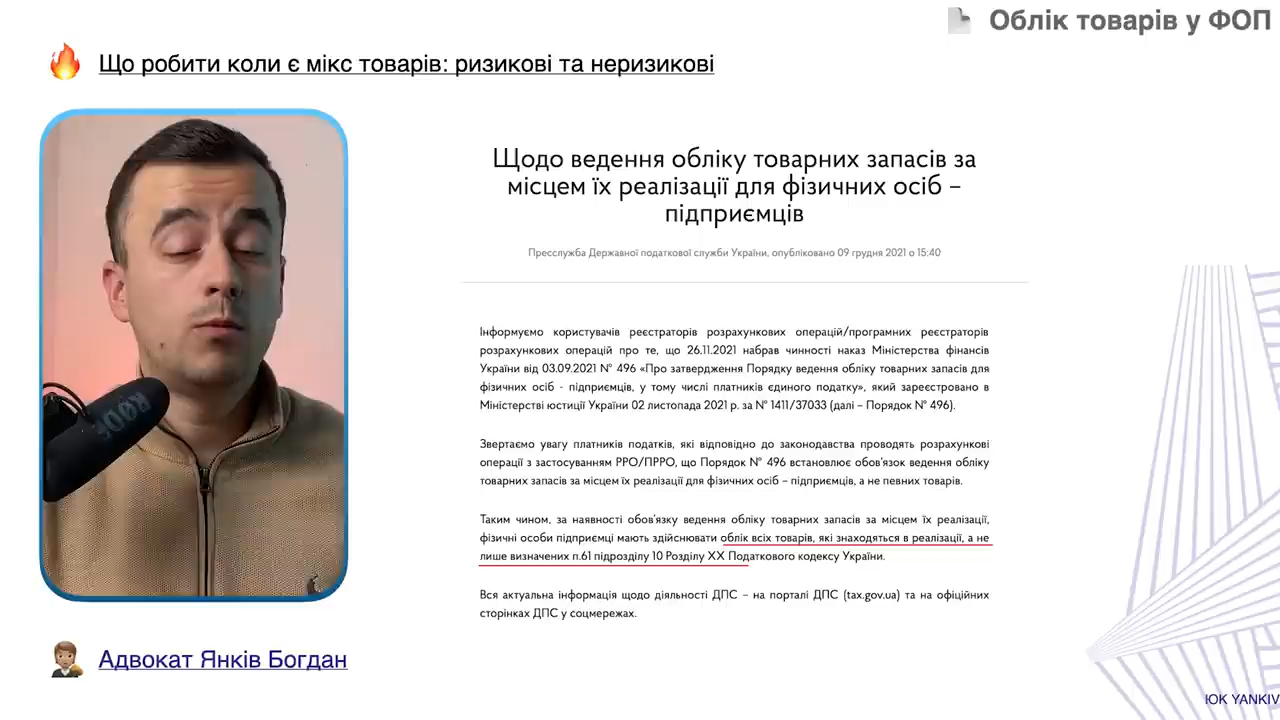 Облік товарів у ФОП
Що робити коли є мікс товарів: ризикові та неризикові
Щодо ведення обліку товарних запасів за
місцем їх реалізації для фізичних осіб –
підприємців
Пресслужба Державної податкової служби України, опубліковано 09 грудня 2021 о 15:40
Інформуємо користувачів реєстраторів розрахункових операцій/програмних реєстраторів
розрахункових операцій про те, що 26.11.2021 набрав чинності наказ Міністерства фінансів
України від 03.09.2021 № 496 «Про затвердження Порядку ведення обліку товарних запасів для
фізичних осіб - підприємців, у тому числі платників єдиного податку», який зареєстровано в
Міністерстві юстиції України 02 листопада 2021 р. за № 1411/37033 (далі – Порядок № 496).
Звертаємо увагу платників податків, які відповідно до законодавства проводять розрахункові
операції з застосуванням РРО/ПРРО, що Порядок № 496 встановлює обов'язок ведення обліку
товарних запасів за місцем їх реалізації для фізичних осіб – підприємців, а не певних товарів.
Таким чином, за наявності обов'язку ведення обліку товарних запасів за місцем їх реалізації,
фізичні особи підприємці мають здійснювати облік всіх товарів, які знаходяться в реалізації, а не
лише визначених п.61 підрозділу 10 Розділу ХХ Податкового кодексу України.
Вся актуальна інформація щодо діяльності ДПС – на порталі ДПС (tax.gov.ua) та на офіційних
сторінках ДПС у соцмережах.
RODE
Адвокат Янків Богдан
ЮК YANKIV